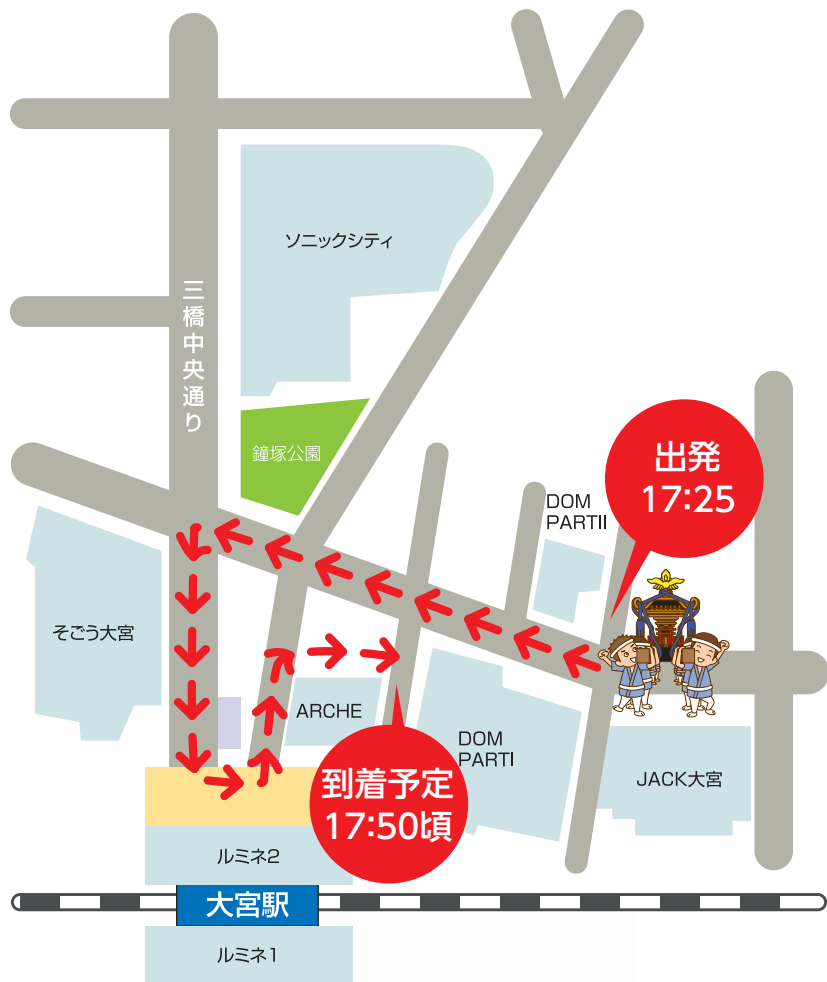 ソニックシティ
三橋中央通り
鐘塚公園
出発
17:25
DOM
PARTII
そごう大宮
ARCHE
DOM
PARTI
到着予定
17:50頃
JACK大宮
ルミネ2
大宮駅
ルミネ1